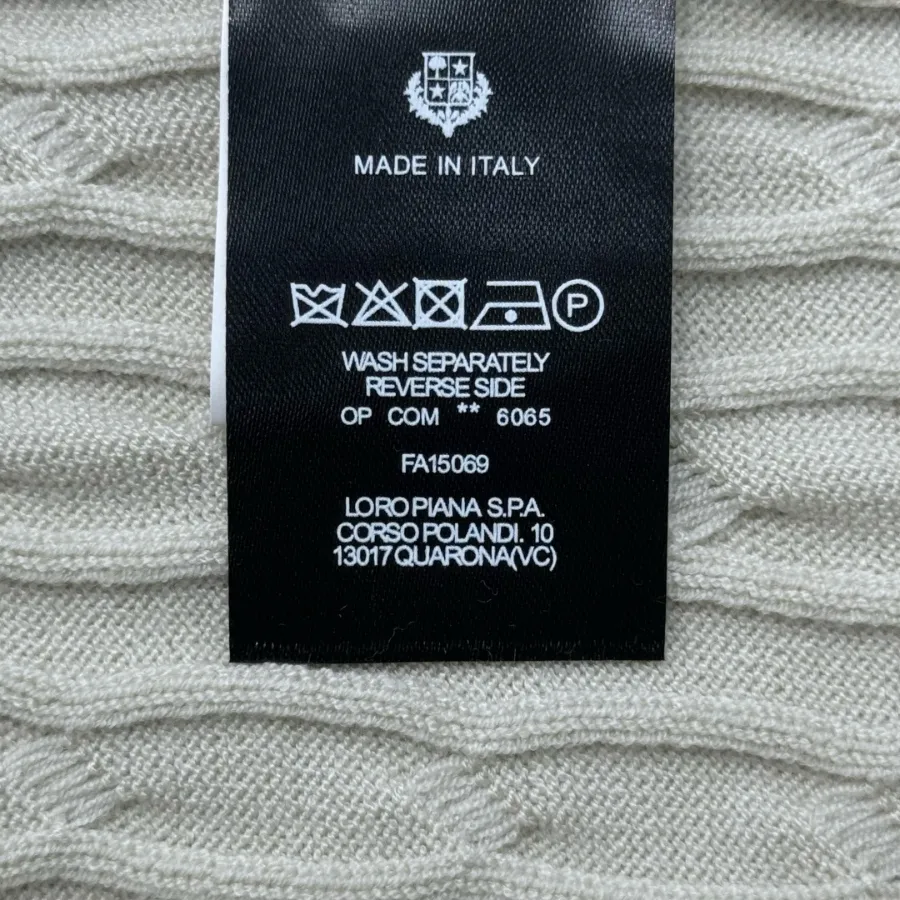 MADE IN ITALY
P
WASH SEPARATELY
REVERSE SIDE
OP COM ** 6065
FA15069
LORO PIANA S.P.A.
CORSO POLANDI. 10
13017 QUARONA(VC)